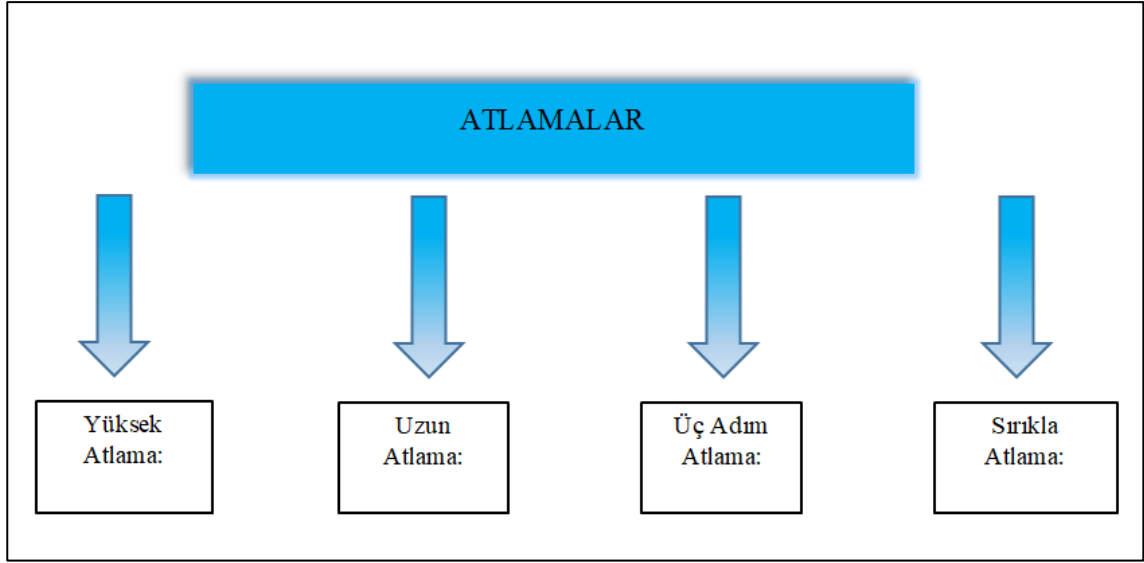 ATLAMALAR
Yüksek
Atlama:
Uzun
Atlama:
Üç Adım
Atlama:
Sırıkla
Atlama: